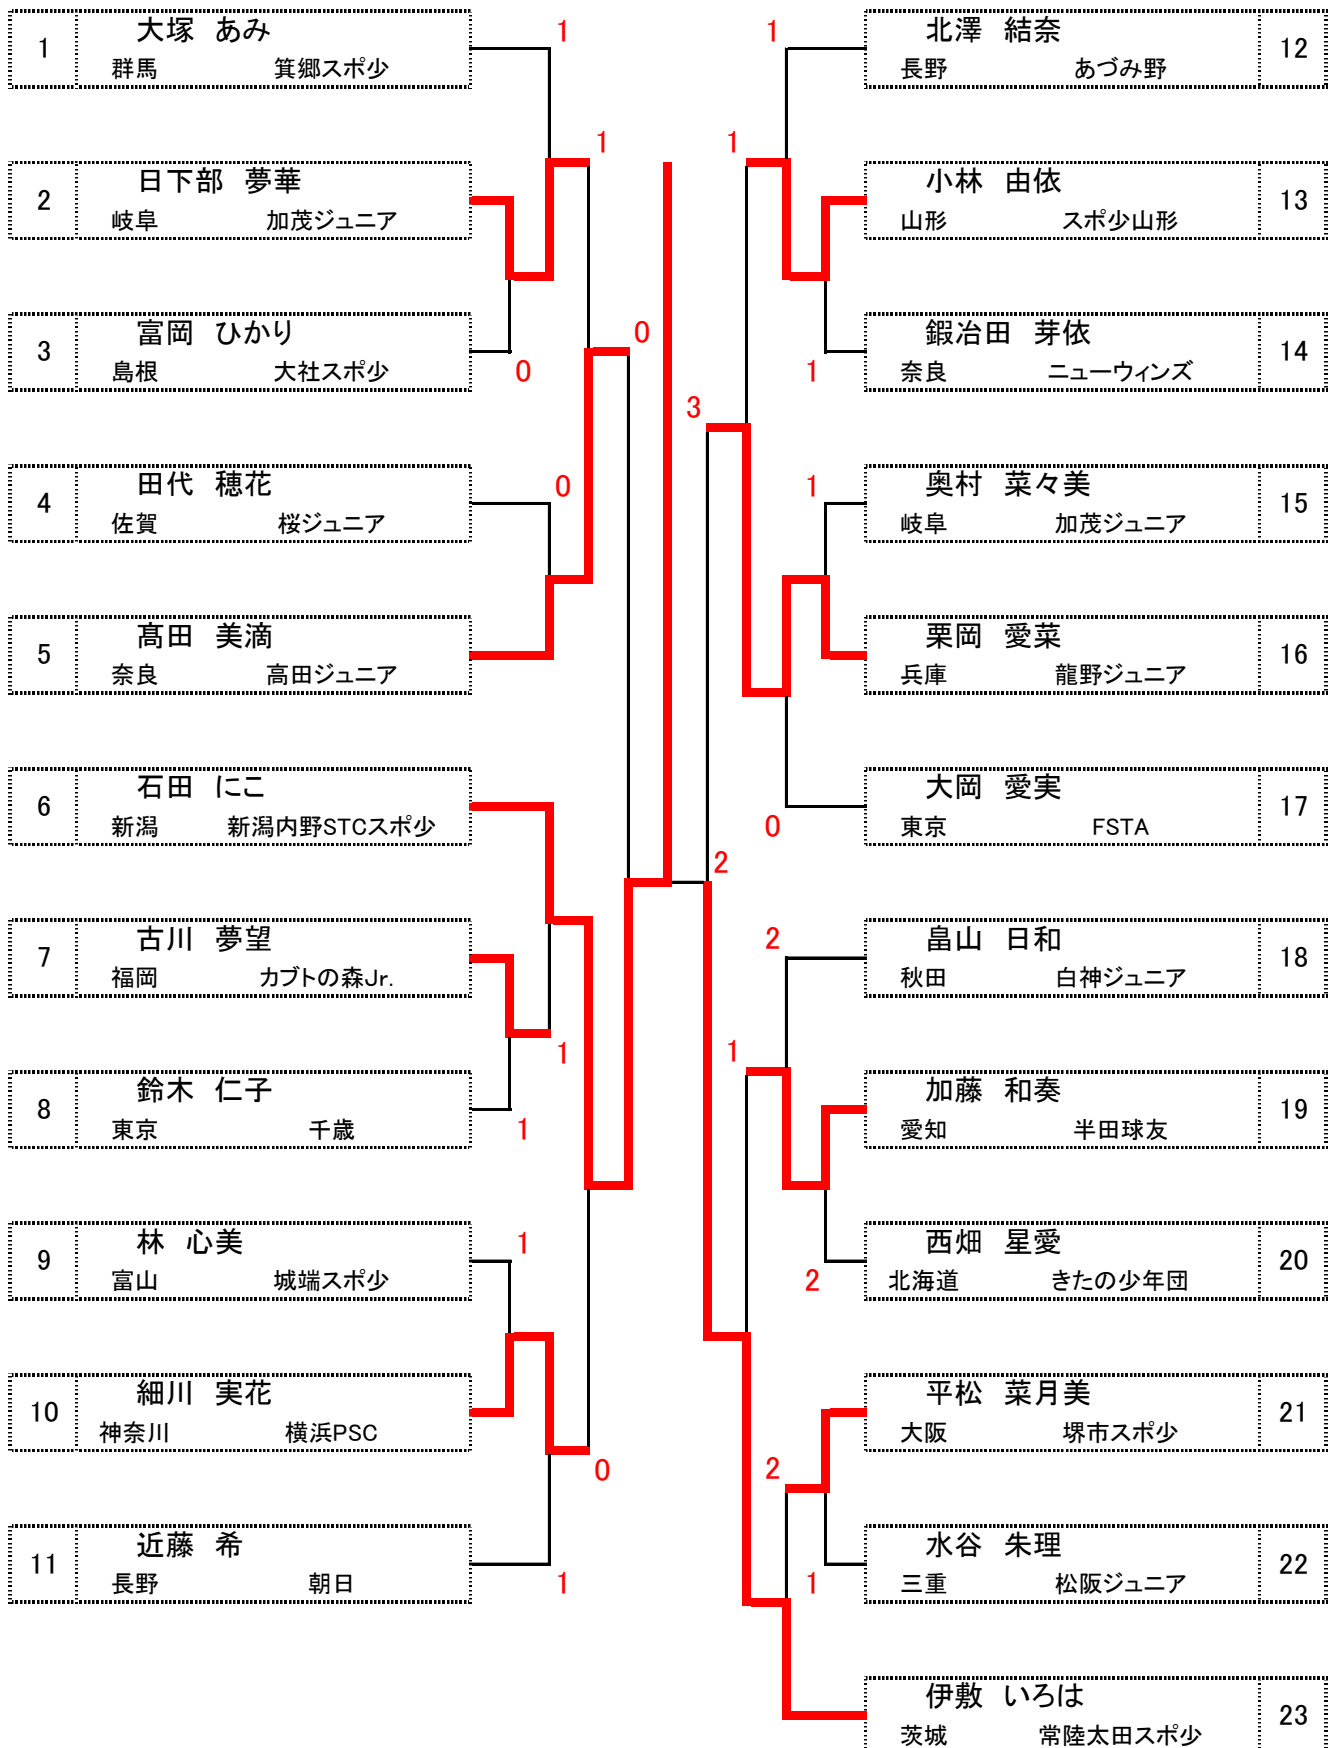 1
大塚 あみ
群馬 箕郷スポ少
2
日下部 夢華
岐阜 加茂ジュニア
3
富岡 ひかり
島根 大社スポ少
4
田代 穂花
佐賀 桜ジュニア
5
髙田 美滴
奈良 高田ジュニア
6
石田 にこ
新潟 新潟内野STCスポ少
7
古川 夢望
福岡 カブトの森Jr.
8
鈴木 仁子
東京 千歳
9
林 心美
富山 城端スポ少
10
細川 実花
神奈川 横浜PSC
11
近藤 希
長野 朝日
1
1
0
0
0
1
1
1
0
1
1
1
3
1
1
0
2
2
1
2
2
1
北澤 結奈
長野 あづみ野
12
小林 由依
山形 スポ少山形
13
鍜冶田 芽依
奈良 ニューウィンズ
14
奥村 菜々美
岐阜 加茂ジュニア
15
栗岡 愛菜
兵庫 龍野ジュニア
16
大岡 愛実
東京 FSTA
17
畠山 日和
秋田 白神ジュニア
18
加藤 和奏
愛知 半田球友
19
西畑 星愛
北海道 きたの少年団
20
平松 菜月美
大阪 堺市スポ少
21
水谷 朱理
三重 松阪ジュニア
22
伊敷 いろは
茨城 常陸太田スポ少
23